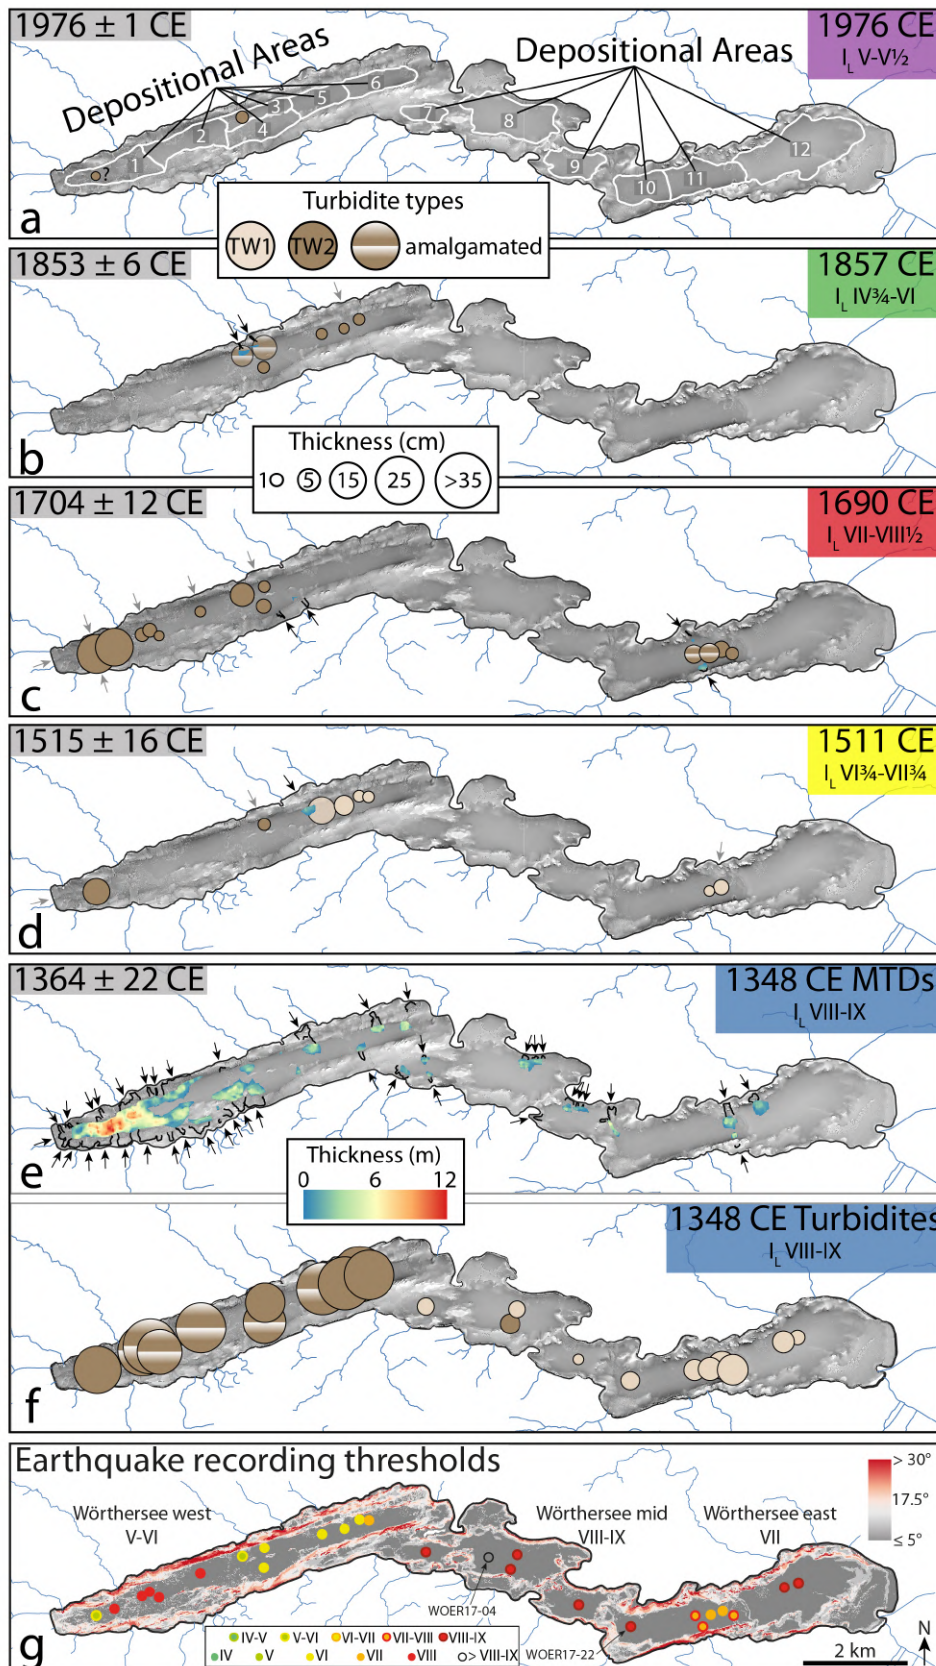 1976 ± 1 CE
1976 CE
I_L V-V½
Depositional Areas
Depositional Areas
1
2
3
4
5
6
7
8
9
10
11
12
?
a
Turbidite types
TW1
TW2
amalgamated
1853 ± 6 CE
1857 CE
I_L IV¾-VI
b
Thickness (cm)
10
5
15
25
>35
1704 ± 12 CE
1690 CE
I_L VII-VIII½
c
1515 ± 16 CE
1511 CE
I_L VI¾-VII¾
d
1364 ± 22 CE
1348 CE MTDs
I_L VIII-IX
e
Thickness (m)
0 6 12
1348 CE Turbidites
I_L VIII-IX
f
Earthquake recording thresholds
> 30°
17.5°
≤ 5°
Wörthersee west
V-VI
Wörthersee mid
VIII-IX
Wörthersee east
VII
WOER17-04
WOER17-22
IV-V V-VI VI-VII VII-VIII VIII-IX
IV V VI VII VIII > VIII-IX
g
2 km
N